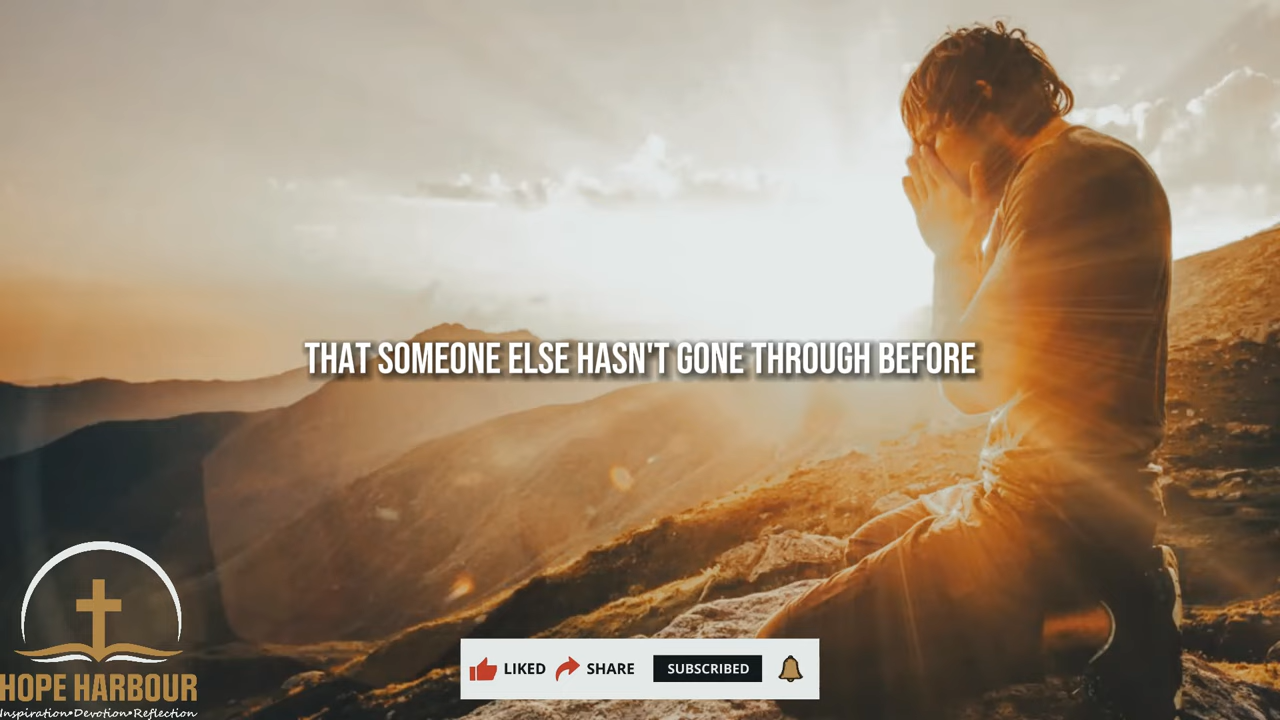 THAT SOMEONE ELSE HASN'T GONE THROUGH BEFORE
LIKED SHARE SUBSCRIBED
HOPE HARBOUR
Inspiration•Devotion•Reflection